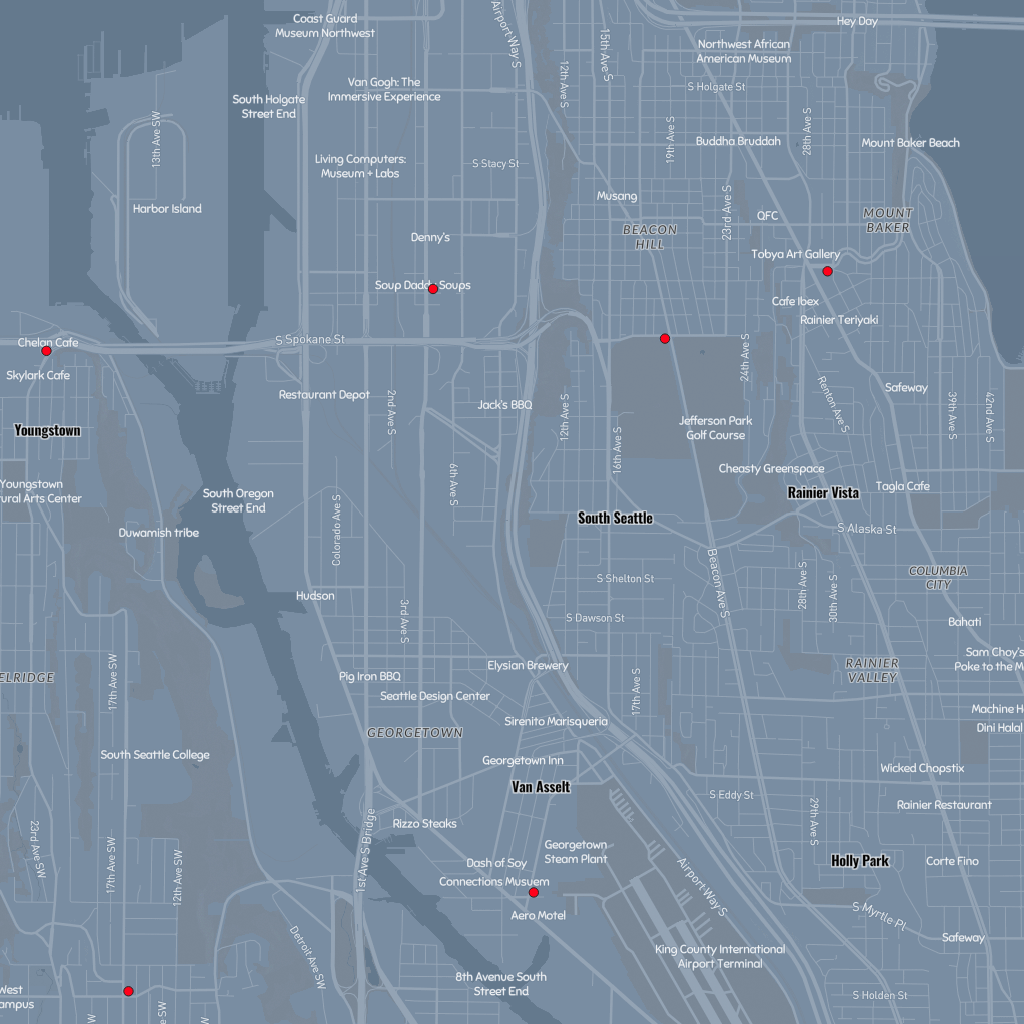 Coast Guard
Museum Northwest
Airport Way S
15th Ave S
Hey Day
Northwest African
American Museum
12th Ave S
Van Gogh: The
Immersive Experience
S Holgate St
South Holgate
Street End
13th Ave SW
19th Ave S
28th Ave S
Buddha Bruddah
Mount Baker Beach
Living Computers:
Museum + Labs
S Stacy St
Musang
Harbor Island
23rd Ave S
QFC
MOUNT
BAKER
BEACON
HILL
Denny's
Tobya Art Gallery
Soup Daddy Soups
Cafe Ibex
Rainier Teriyaki
S Spokane St
Chelan Cafe
24th Ave S
Skylark Cafe
Restaurant Depot
2nd Ave S
Jack's BBQ
12th Ave S
Renton Ave S
Safeway
39th Ave S
42nd Ave S
Jefferson Park
Golf Course
Youngstown
16th Ave S
Cheasty Greenspace
Youngstown
ural Arts Center
6th Ave S
South Oregon
Street End
Rainier Vista
Tagla Cafe
Colorado Ave S
South Seattle
S Alaska St
Duwamish tribe
COLUMBIA
CITY
S Shelton St
Beacon Ave S
28th Ave S
30th Ave S
Hudson
3rd Ave S
S Dawson St
Bahati
Sam Choy's
Poke to the M
Elysian Brewery
RAINIER
VALLEY
ELRIDGE
17th Ave SW
Pig Iron BBQ
Seattle Design Center
17th Ave S
Sirenito Marisqueria
Machine H
Dini Halal
GEORGETOWN
South Seattle College
Georgetown Inn
Wicked Chopstix
Van Asselt
S Eddy St
Rainier Restaurant
29th Ave S
Rizzo Steaks
1st Ave S Bridge
23rd Ave SW
17th Ave SW
12th Ave SW
Georgetown
Steam Plant
Dash of Soy
Holly Park
Corte Fino
Connections Musuem
Airport Way S
Aero Motel
S Myrtle Pl
Safeway
Detroit Ave SW
King County International
Airport Terminal
8th Avenue South
Street End
West
ampus
S Holden St
W
e SW
W